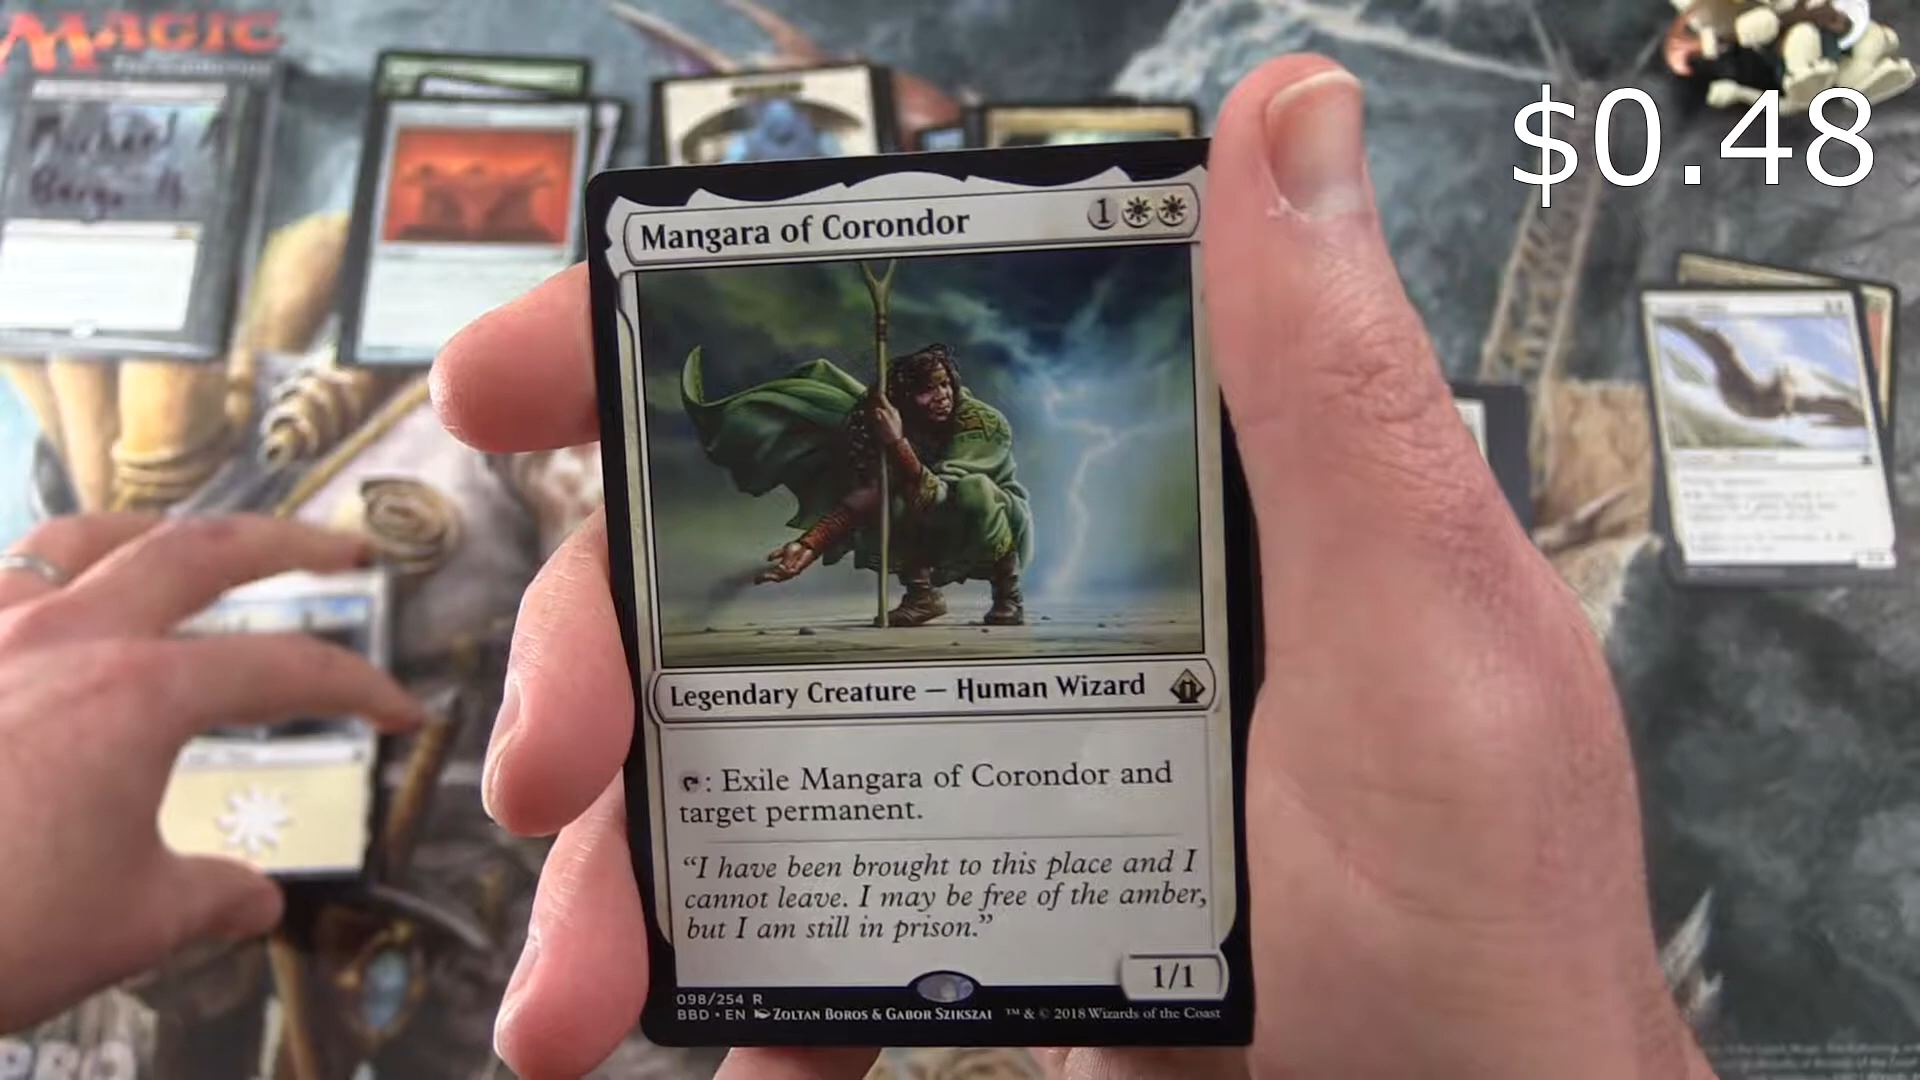 MAGIC
$0.48
Mangara of Corondor 1
Legendary Creature — Human Wizard
: Exile Mangara of Corondor and
target permanent.
“I have been brought to this place and I
cannot leave. I may be free of the amber,
but I am still in prison.”
1/1
098/254 R
BBD • EN ZOLTAN BOROS & GABOR SZIKSZAI ™ & © 2018 Wizards of the Coast